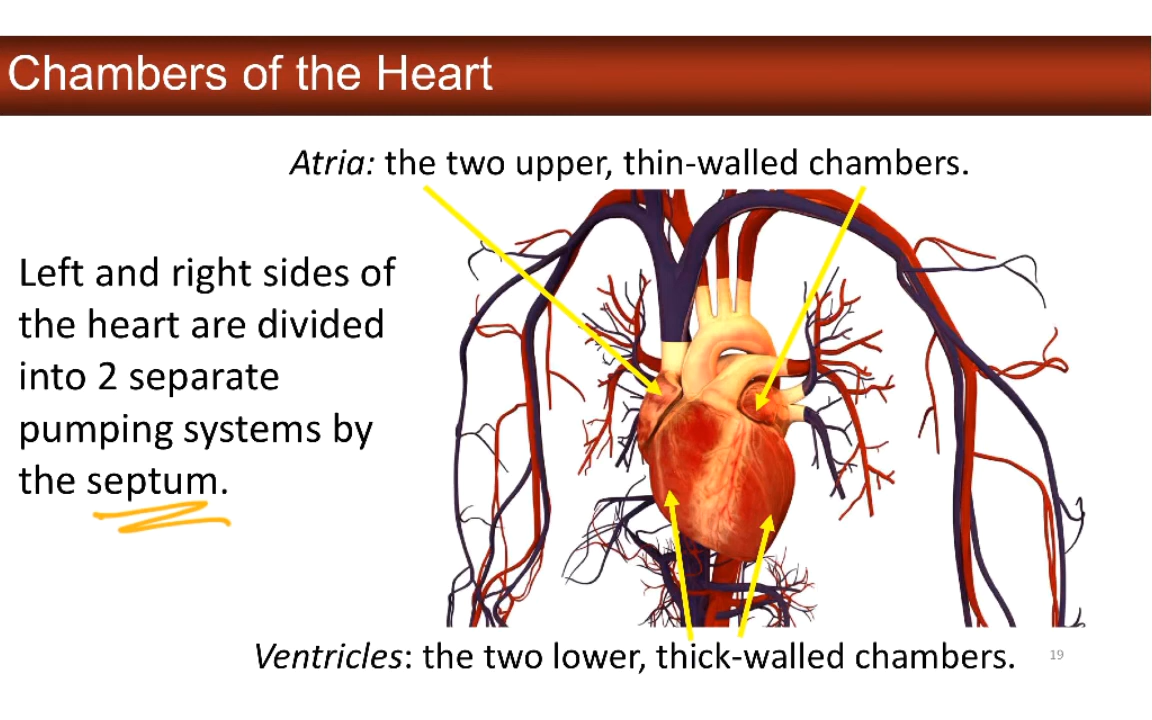 Chambers of the Heart
Atria: the two upper, thin-walled chambers.
Left and right sides of
the heart are divided
into 2 separate
pumping systems by
the septum.
Ventricles: the two lower, thick-walled chambers.
19